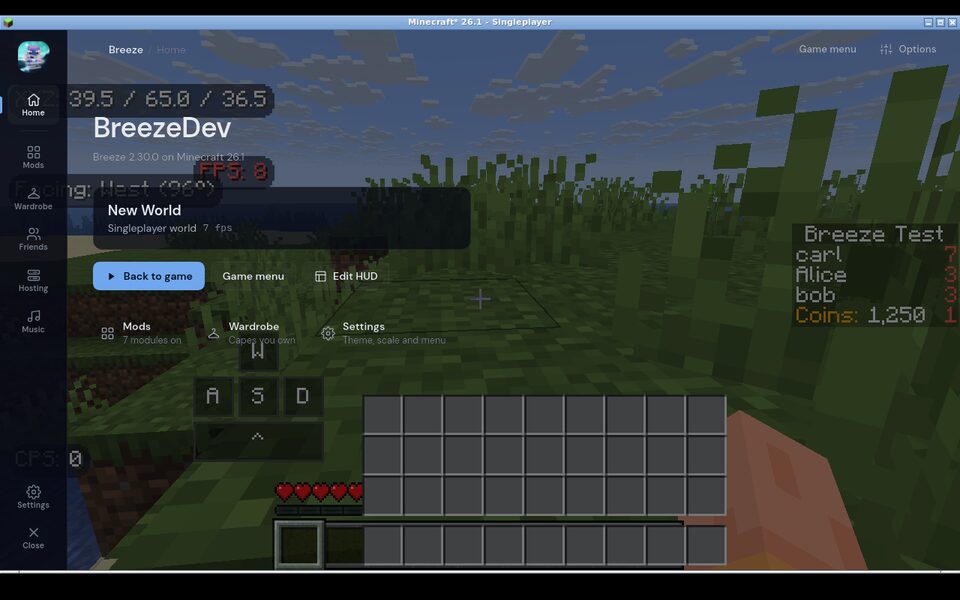 Minecraft* 26.1 - Singleplayer
Breeze / Home
Game menu
Options
39.5 / 65.0 / 36.5
Home
BreezeDev
Breeze 2.30.0 on Minecraft 26.1
FPS: 8
Mods
Facing: West (96°)
Wardrobe
New World
Singleplayer world 7 fps
Friends
Breeze Test
carl 7
Alice 3
bob 3
Coins: 1,250 1
Hosting
Back to game
Game menu
Edit HUD
Music
Mods
7 modules on
Wardrobe
Capes you own
Settings
Theme, scale and menu
W
A S D
^
CPS: 0
Settings
Close